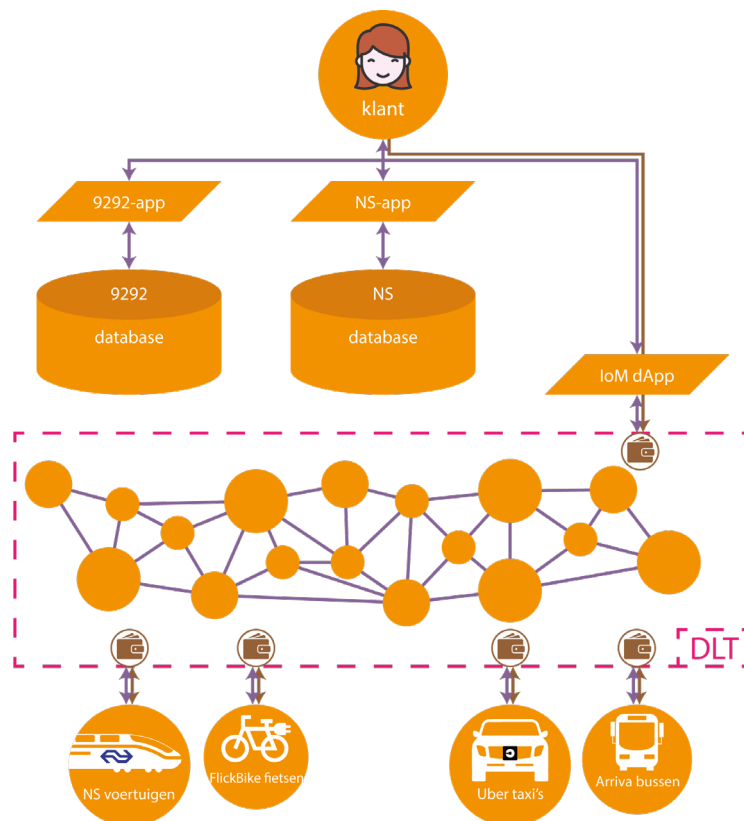 klant
9292-app
NS-app
9292
database
NS
database
IoM dApp
DLT
NS voertuigen
FlickBike fietsen
Uber taxi's
Arriva bussen